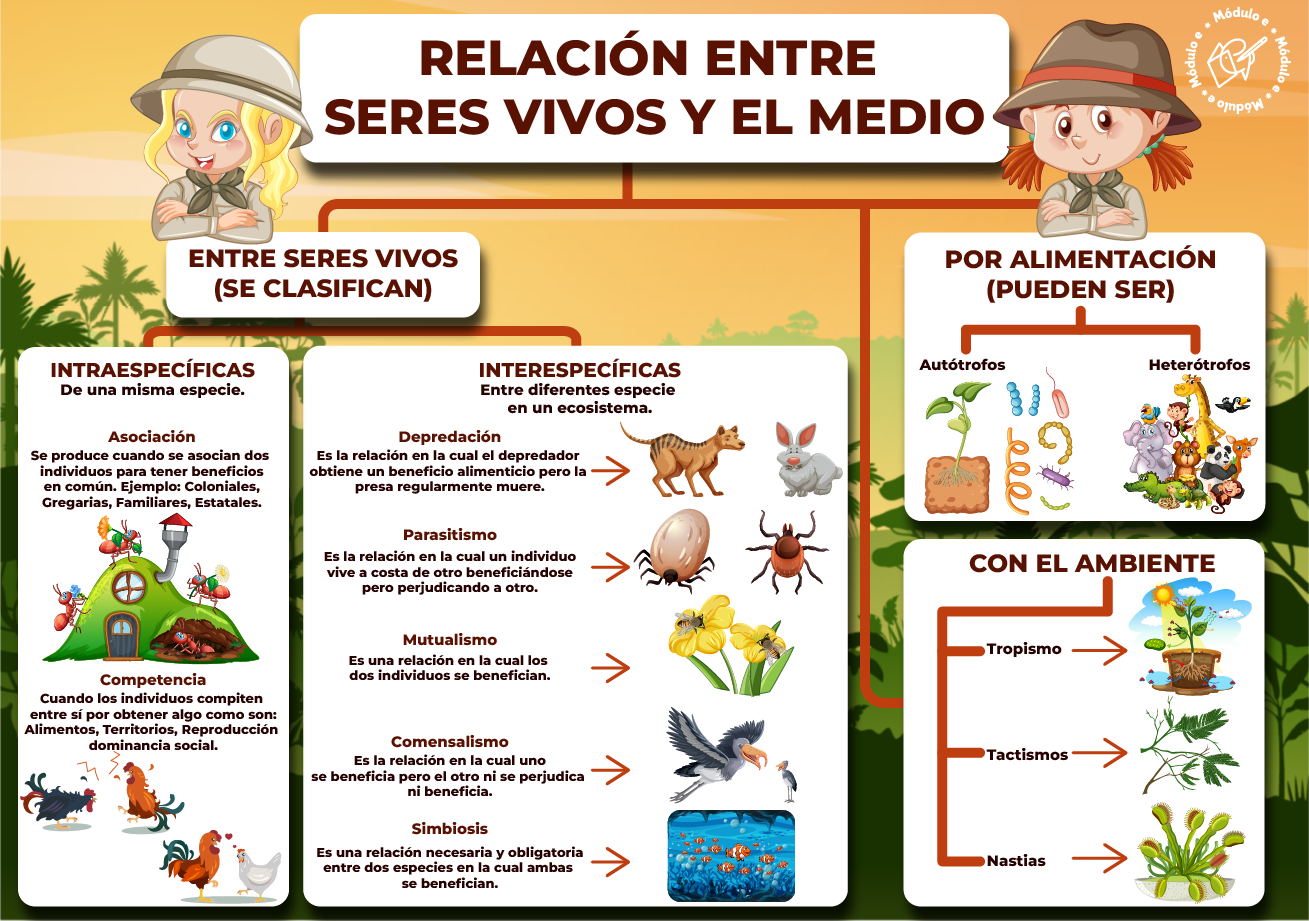 RELACIÓN ENTRE
SERES VIVOS Y EL MEDIO
Módulo e • Módulo e • Módulo e • Módulo e •
ENTRE SERES VIVOS
(SE CLASIFICAN)
INTRAESPECÍFICAS
De una misma especie.
Asociación
Se produce cuando se asocian dos
individuos para tener beneficios
en común. Ejemplo: Coloniales,
Gregarias, Familiares, Estatales.
Competencia
Cuando los individuos compiten
entre sí por obtener algo como son:
Alimentos, Territorios, Reproducción
dominancia social.
INTERESPECÍFICAS
Entre diferentes especie
en un ecosistema.
Depredación
Es la relación en la cual el depredador
obtiene un beneficio alimenticio pero la
presa regularmente muere.
Parasitismo
Es la relación en la cual un individuo
vive a costa de otro beneficiándose
pero perjudicando a otro.
Mutualismo
Es una relación en la cual los
dos individuos se benefician.
Comensalismo
Es la relación en la cual uno
se beneficia pero el otro ni se perjudica
ni beneficia.
Simbiosis
Es una relación necesaria y obligatoria
entre dos especies en la cual ambas
se benefician.
POR ALIMENTACIÓN
(PUEDEN SER)
Autótrofos
Heterótrofos
CON EL AMBIENTE
Tropismo
Tactismos
Nastias